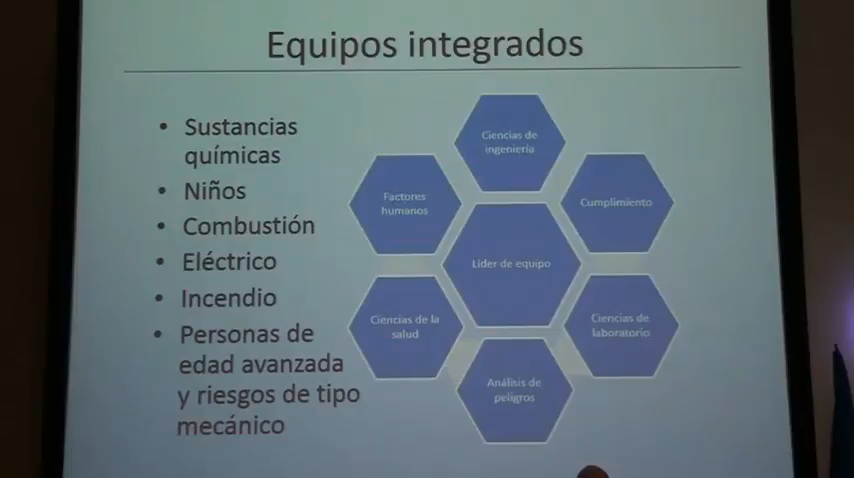 Equipos integrados
• Sustancias
químicas
• Niños
• Combustión
• Eléctrico
• Incendio
• Personas de
edad avanzada
y riesgos de tipo
mecánico
Ciencias de
ingeniería
Factores
humanos
Cumplimiento
Líder de equipo
Ciencias de la
salud
Ciencias de
laboratorio
Análisis de
peligros